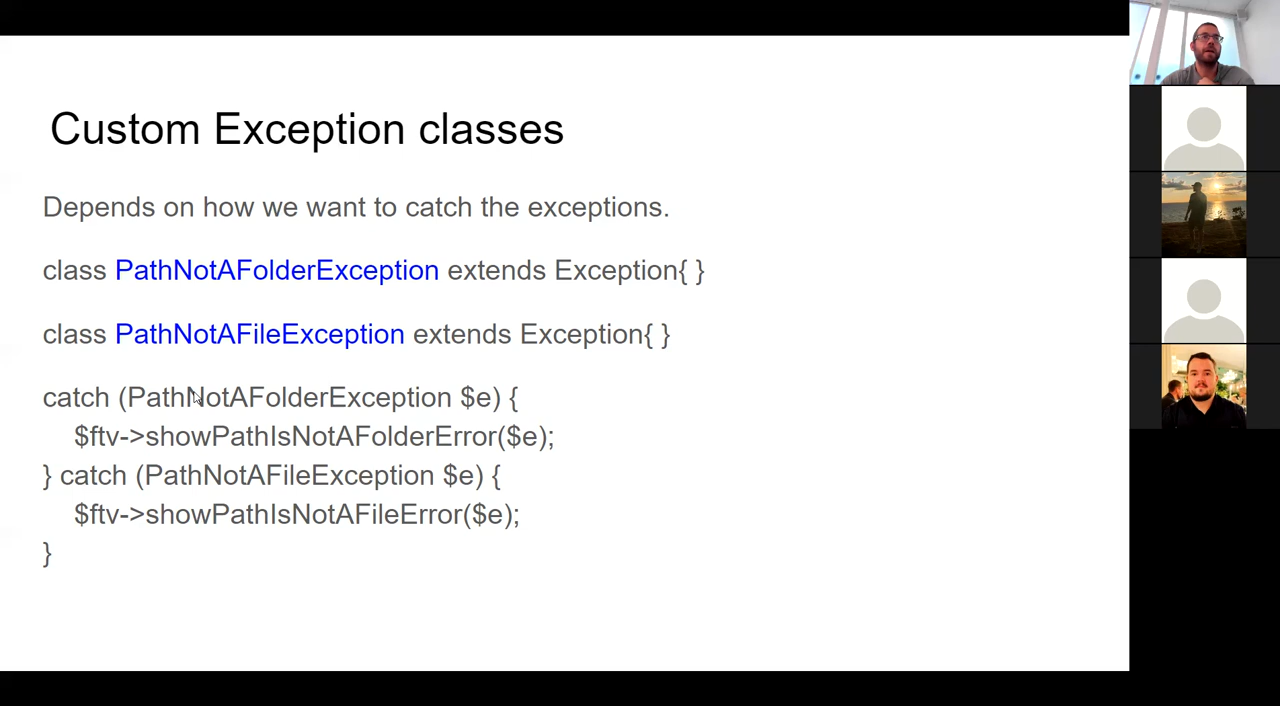 Custom Exception classes
Depends on how we want to catch the exceptions.
class PathNotAFolderException extends Exception{ }
class PathNotAFileException extends Exception{ }
catch (PathNotAFolderException $e) {
$ftv->showPathIsNotAFolderError($e);
} catch (PathNotAFileException $e) {
$ftv->showPathIsNotAFileError($e);
}